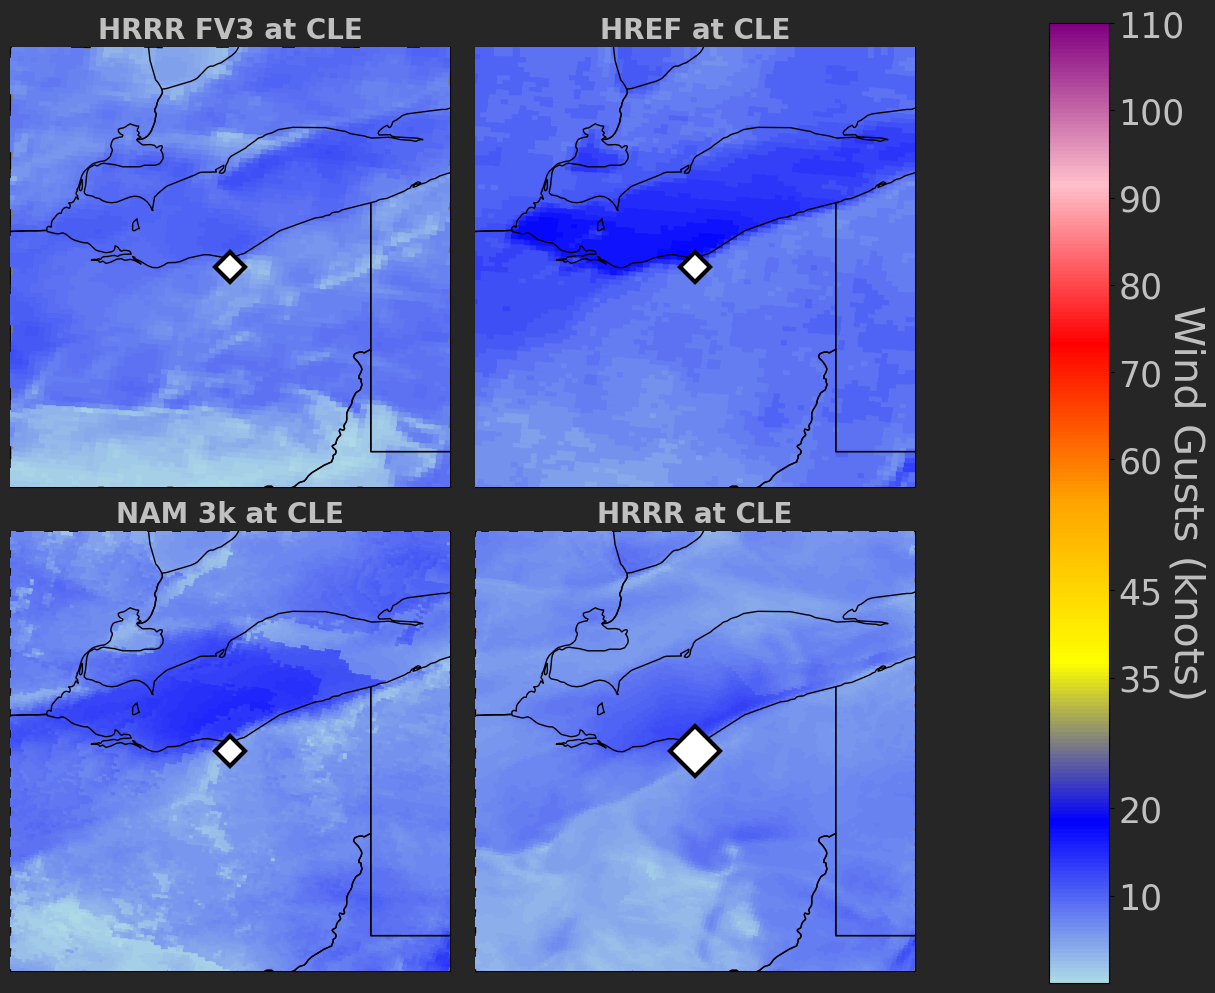 HRRR FV3 at CLE
HREF at CLE
NAM 3k at CLE
HRRR at CLE
110
100
90
80
70
60
45
35
20
10
Wind Gusts (knots)